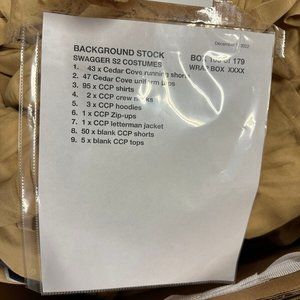 December 2022
BACKGROUND STOCK
BOX of 179
SWAGGER S2 COSTUMES
WRAP BOX XXXX
1. 43 x Cedar Cove running shorts
2. 47 Cedar Cove uniform tops
3. 95 x CCP shirts
4. 2 x CCP crew necks
5. 3 x CCP hoodies
6. 1 x CCP Zip-ups
7. 1 x CCP letterman jacket
8. 50 x blank CCP shorts
9. 5 x blank CCP tops